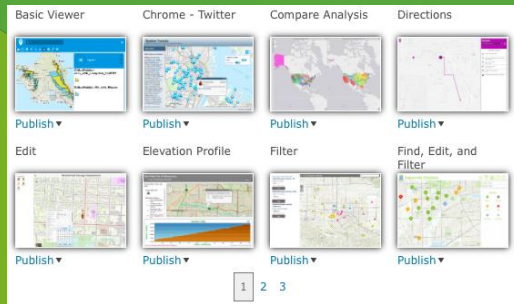 Basic Viewer
Chrome - Twitter
Compare Analysis
Directions
Publish▼
Publish▼
Publish▼
Publish▼
Edit
Elevation Profile
Filter
Find, Edit, and
Filter
Publish▼
Publish▼
Publish▼
Publish▼
1 2 3